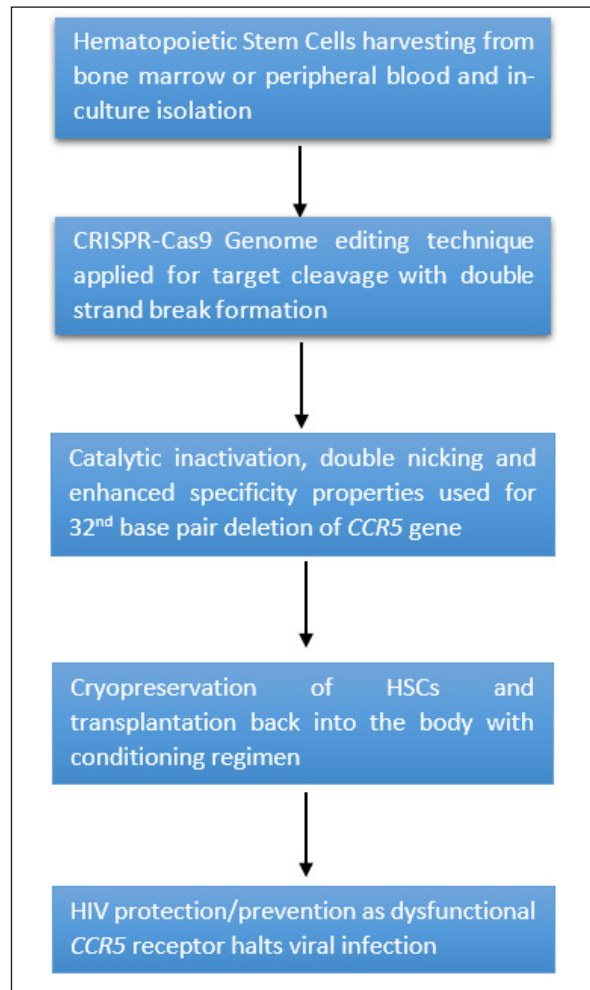 Hematopoietic Stem Cells harvesting from
bone marrow or peripheral blood and in-
culture isolation
CRISPR-Cas9 Genome editing technique
applied for target cleavage with double
strand break formation
Catalytic inactivation, double nicking and
enhanced specificity properties used for
32nd base pair deletion of CCR5 gene
Cryopreservation of HSCs and
transplantation back into the body with
conditioning regimen
HIV protection/prevention as dysfunctional
CCR5 receptor halts viral infection